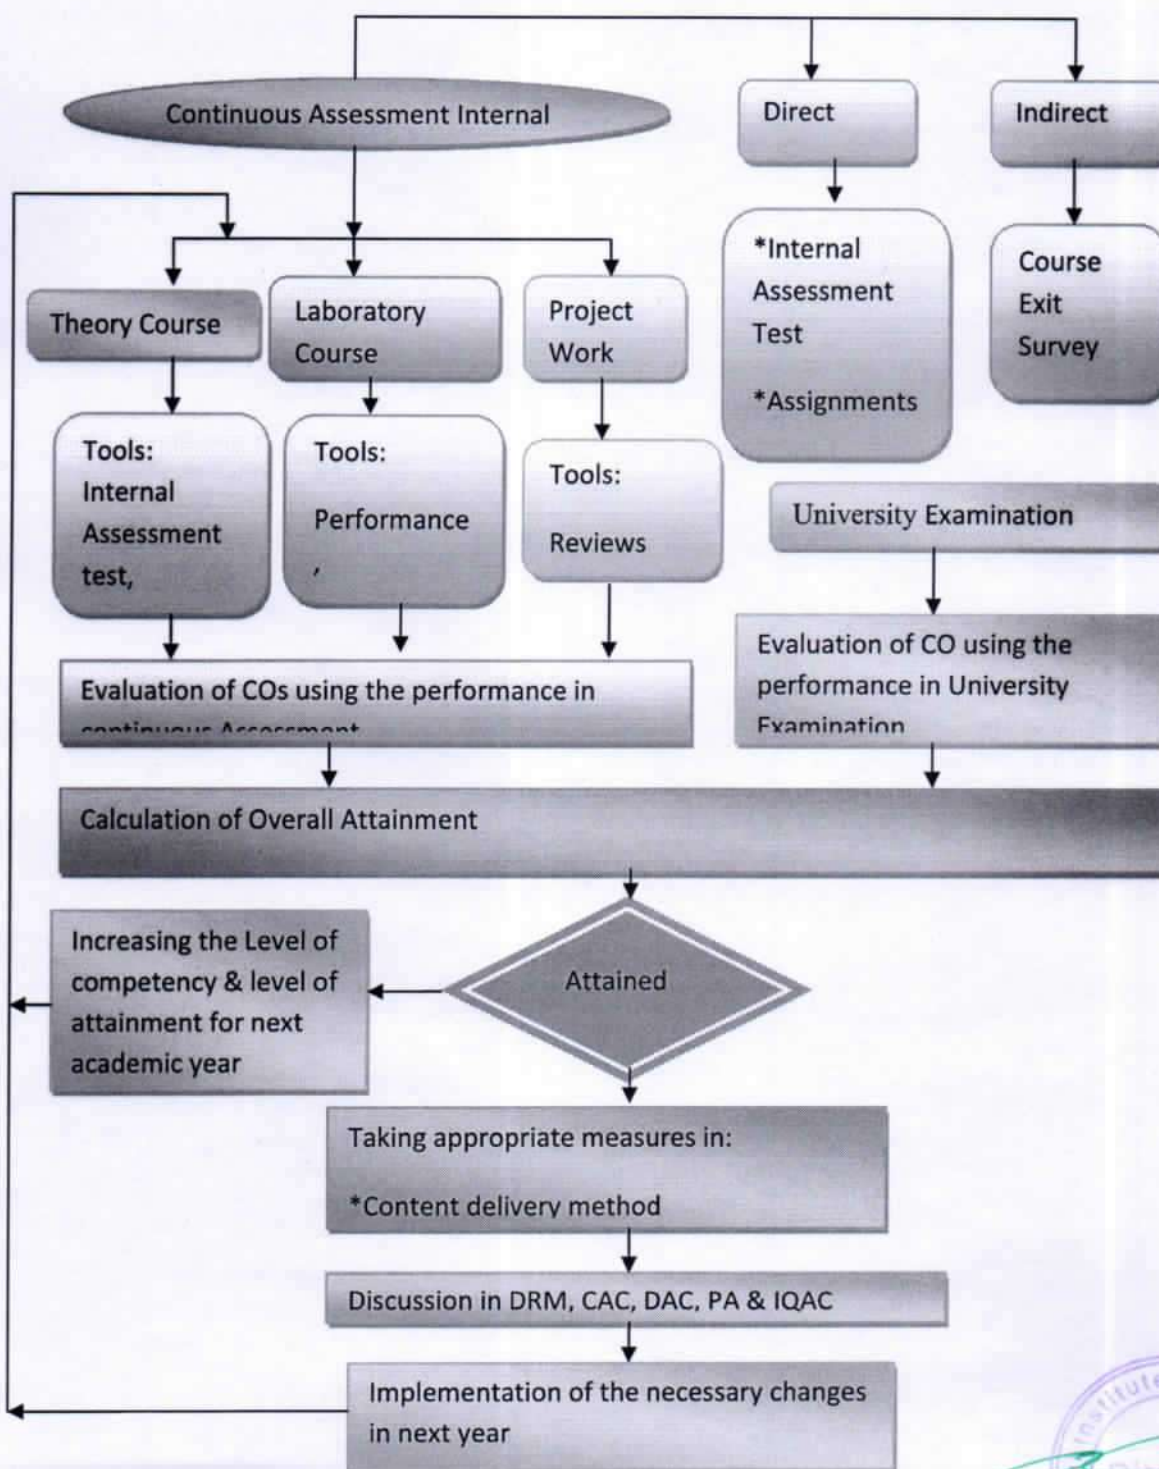 Continuous Assessment Internal
Direct
Indirect
*Internal
Assessment
Test
*Assignments
Course
Exit
Survey
Theory Course
Laboratory
Course
Project
Work
Tools:
Internal
Assessment
test,
Tools:
Performance
,
Tools:
Reviews
University Examination
Evaluation of COs using the performance in
continuous Assessment
Evaluation of CO using the
performance in University
Examination
Calculation of Overall Attainment
Attained
Increasing the Level of
competency & level of
attainment for next
academic year
Taking appropriate measures in:
*Content delivery method
Discussion in DRM, CAC, DAC, PA & IQAC
Implementation of the necessary changes
in next year
Institute